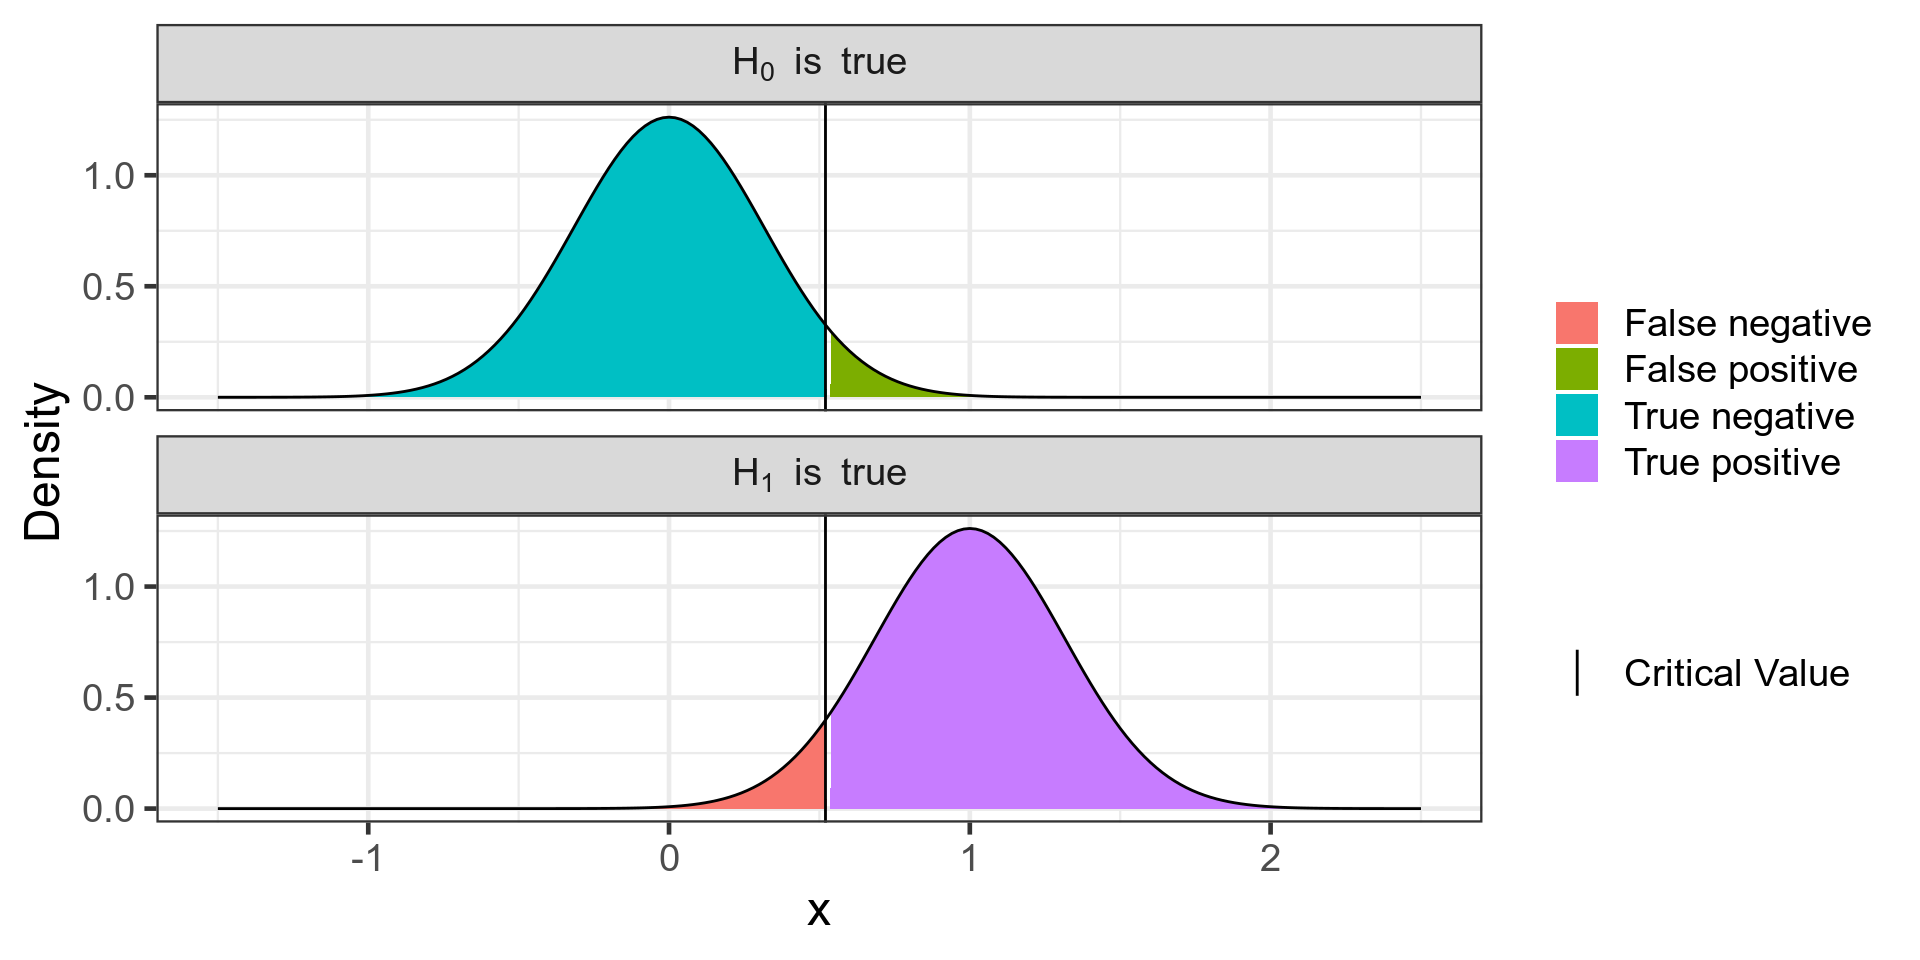 H₀ is true
1.0
0.5
0.0
H₁ is true
1.0
0.5
0.0
-1 0 1 2
x
Density
False negative
False positive
True negative
True positive
Critical Value